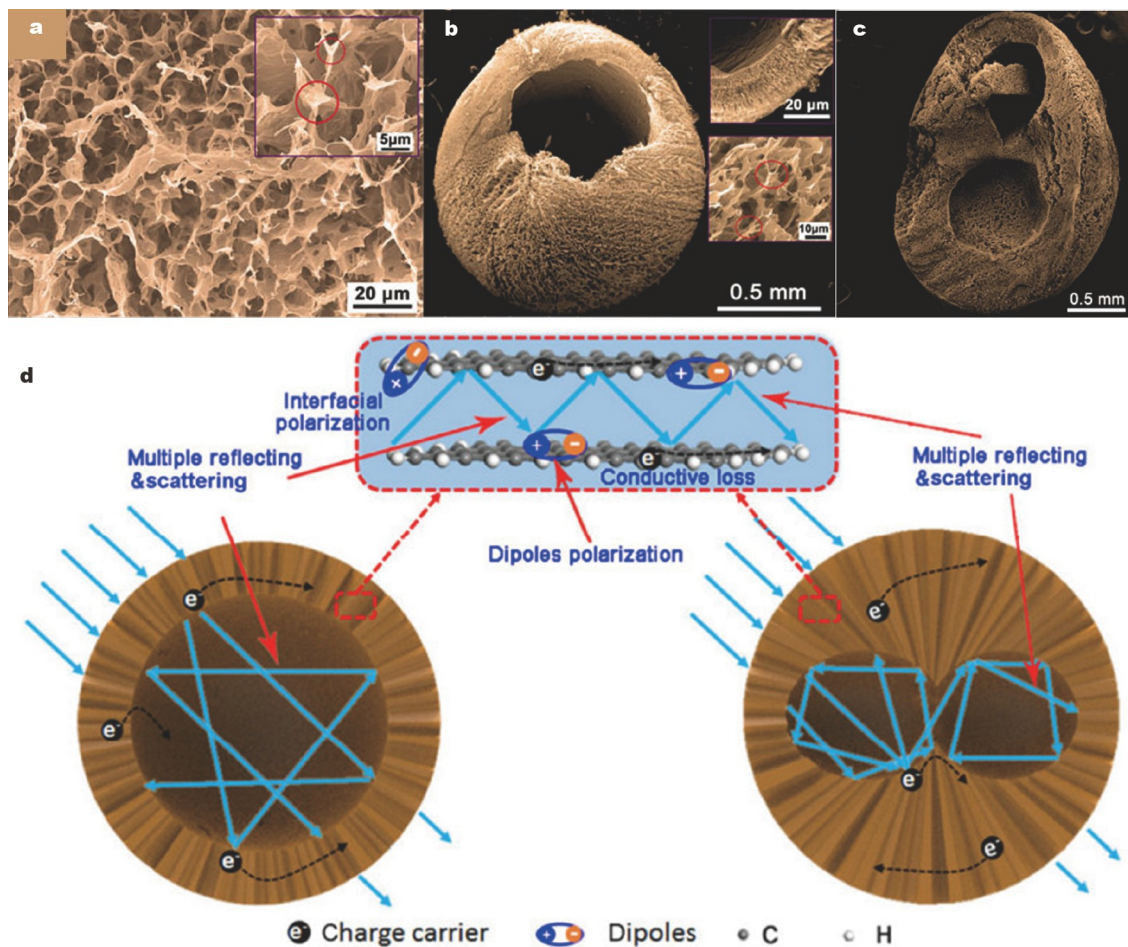 a
5µm
20 µm
b
20 µm
10µm
0.5 mm
c
0.5 mm
d
Interfacial
polarization
e-
+
-
Multiple reflecting
&scattering
+
-
e-
Conductive loss
Multiple reflecting
&scattering
Dipoles polarization
e-
e-
e-
e-
e-
e-
e- Charge carrier
+ - Dipoles
C
H